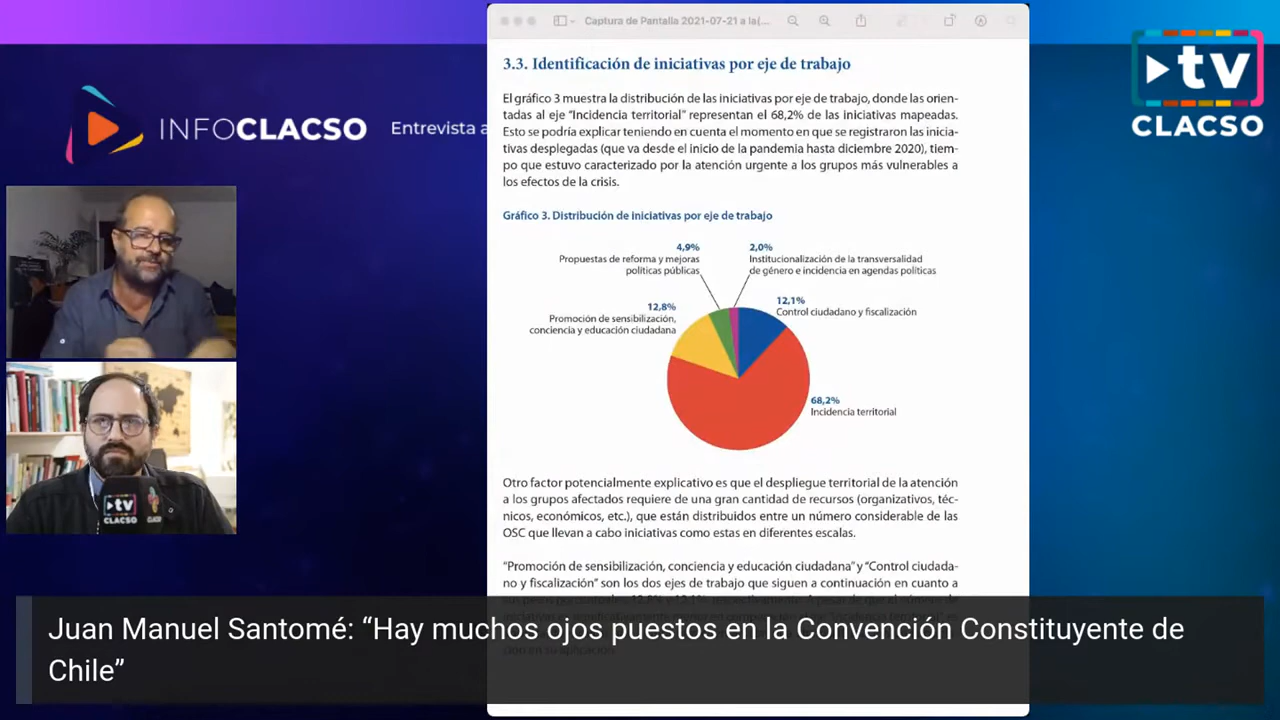 Captura de Pantalla 2021-07-21 a la(...
tv
CLACSO
INFOCLACSO
Entrevista a
3.3. Identificación de iniciativas por eje de trabajo
El gráfico 3 muestra la distribución de las iniciativas por eje de trabajo, donde las orien-
tadas al eje “Incidencia territorial” representan el 68,2% de las iniciativas mapeadas.
Esto se podría explicar teniendo en cuenta el momento en que se registraron las inicia-
tivas desplegadas (que va desde el inicio de la pandemia hasta diciembre 2020), tiem-
po que estuvo caracterizado por la atención urgente a los grupos más vulnerables a
los efectos de la crisis.
Gráfico 3. Distribución de iniciativas por eje de trabajo
4,9%
Propuestas de reforma y mejoras
políticas públicas
2,0%
Institucionalización de la transversalidad
de género e incidencia en agendas políticas
12,8%
Promoción de sensibilización,
conciencia y educación ciudadana
12,1%
Control ciudadano y fiscalización
68,2%
Incidencia territorial
Otro factor potencialmente explicativo es que el despliegue territorial de la atención
a los grupos afectados requiere de una gran cantidad de recursos (organizativos, téc-
nicos, económicos, etc.), que están distribuidos entre un número considerable de las
OSC que llevan a cabo iniciativas como estas en diferentes escalas.
“Promoción de sensibilización, conciencia y educación ciudadana” y “Control ciudada-
no y fiscalización” son los dos ejes de trabajo que siguen a continuación en cuanto a
tv
CLACSO
CLACSO
Juan Manuel Santomé: “Hay muchos ojos puestos en la Convención Constituyente de
Chile”